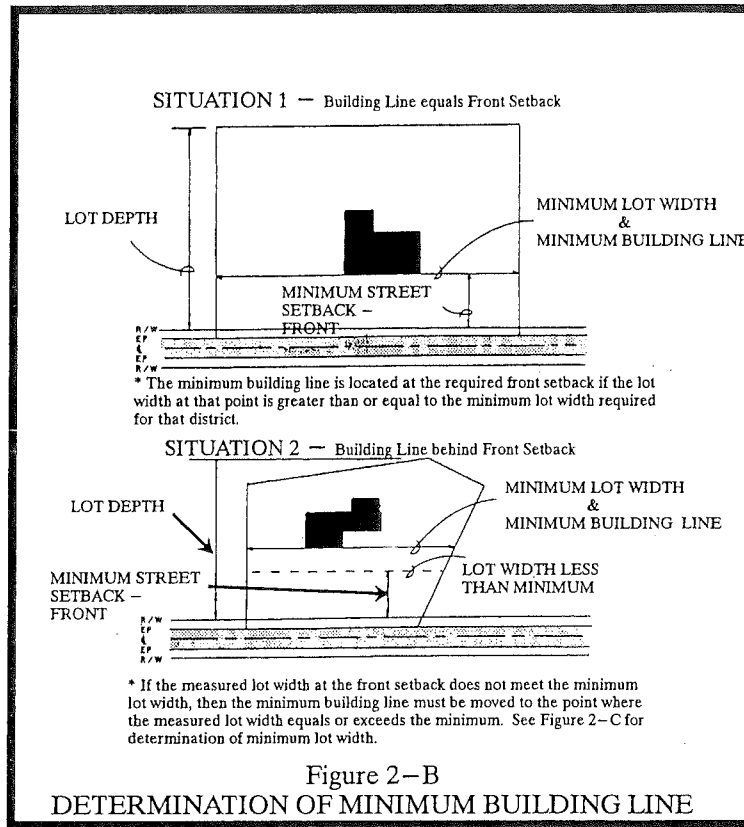 SITUATION 1 — Building Line equals Front Setback
LOT DEPTH
MINIMUM LOT WIDTH
&
MINIMUM BUILDING LINE
MINIMUM STREET
SETBACK –
FRONT
R/W
EP
℄
EP
R/W
* The minimum building line is located at the required front setback if the lot
width at that point is greater than or equal to the minimum lot width required
for that district.
SITUATION 2 — Building Line behind Front Setback
LOT DEPTH
MINIMUM LOT WIDTH
&
MINIMUM BUILDING LINE
LOT WIDTH LESS
THAN MINIMUM
MINIMUM STREET
SETBACK –
FRONT
R/W
EP
℄
EP
R/W
* If the measured lot width at the front setback does not meet the minimum
lot width, then the minimum building line must be moved to the point where
the measured lot width equals or exceeds the minimum. See Figure 2–C for
determination of minimum lot width.
Figure 2–B
DETERMINATION OF MINIMUM BUILDING LINE